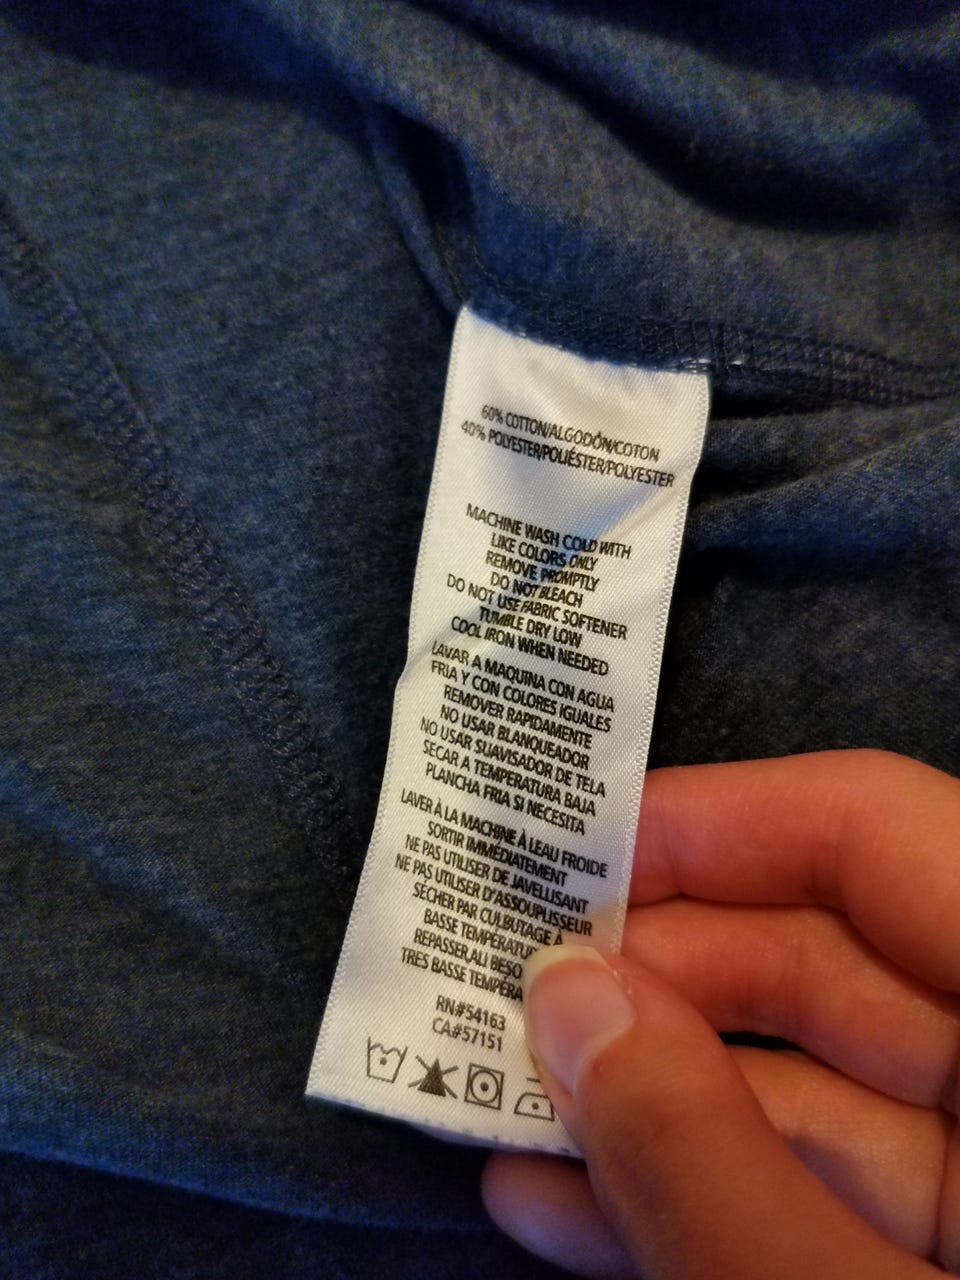 60% COTTON/ALGODÓN/COTON
40% POLYESTER/POLIÉSTER/POLYESTER
MACHINE WASH COLD WITH
LIKE COLORS ONLY
REMOVE PROMPTLY
DO NOT BLEACH
DO NOT USE FABRIC SOFTENER
TUMBLE DRY LOW
COOL IRON WHEN NEEDED
LAVAR A MAQUINA CON AGUA
FRIA Y CON COLORES IGUALES
REMOVER RAPIDAMENTE
NO USAR BLANQUEADOR
NO USAR SUAVISADOR DE TELA
SECAR A TEMPERATURA BAJA
PLANCHA FRIA SI NECESITA
LAVER À LA MACHINE À LEAU FROIDE
SORTIR IMMÉDIATEMENT
NE PAS UTILISER DE JAVELLISANT
NE PAS UTILISER D'ASSOUPLISSEUR
SÉCHER PAR CULBUTAGE À
BASSE
REPASSER AU
TRES BASSE
RN#54163
CA#57151